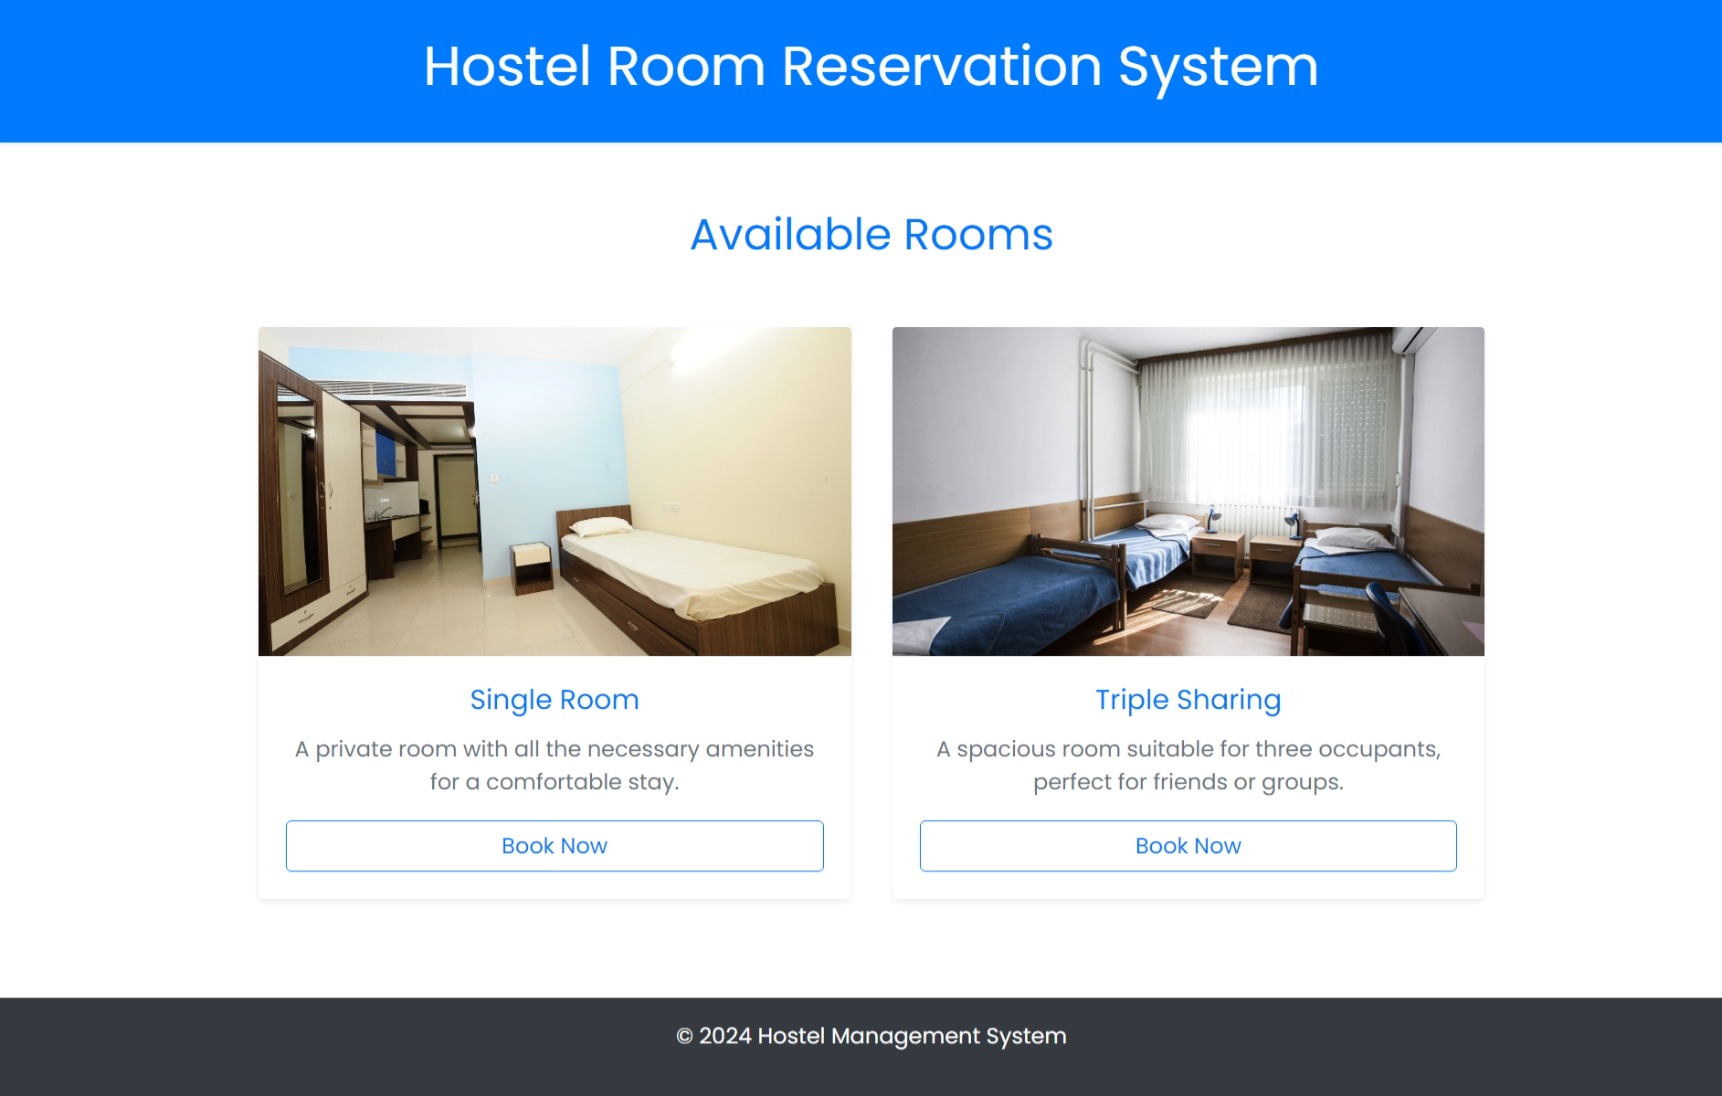 Hostel Room Reservation System
Available Rooms
Single Room
A private room with all the necessary amenities
for a comfortable stay.
Book Now
Triple Sharing
A spacious room suitable for three occupants,
perfect for friends or groups.
Book Now
© 2024 Hostel Management System